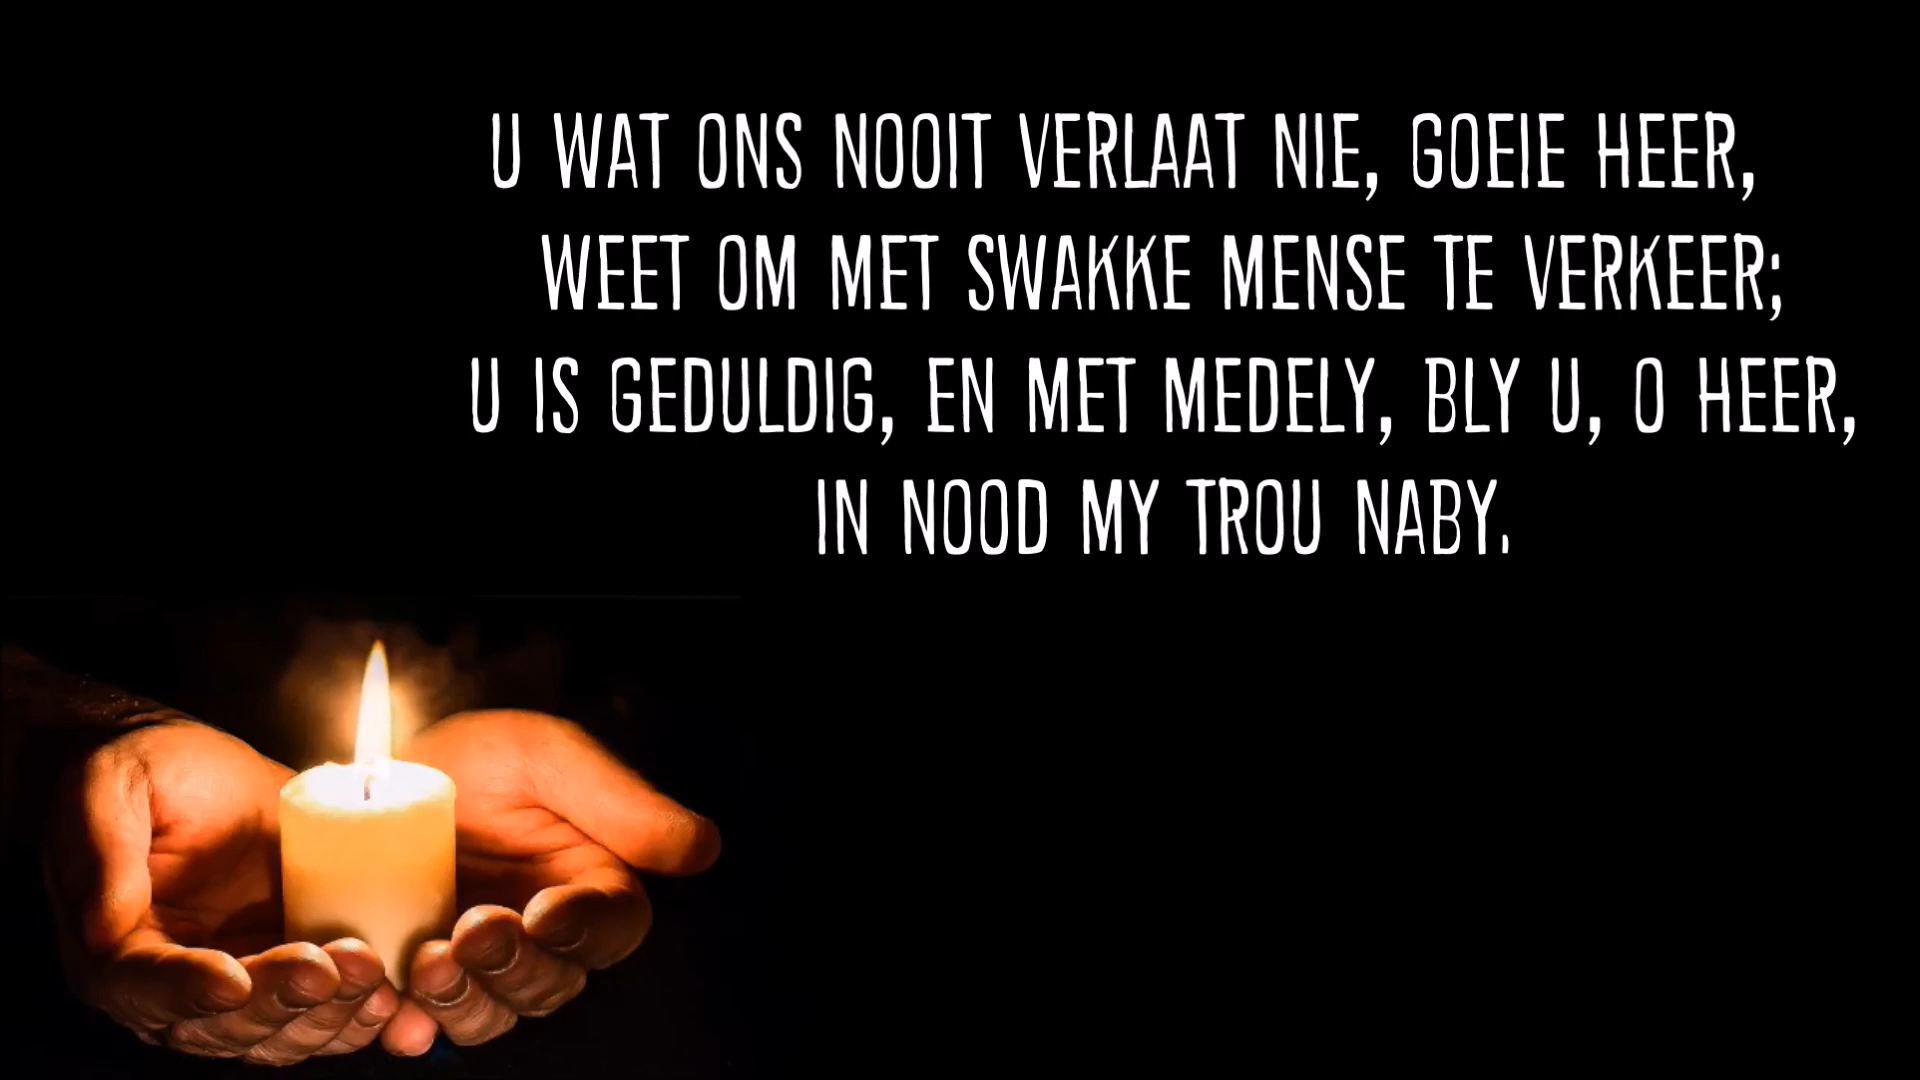 U WAT ONS NOOIT VERLAAT NIE, GOEIE HEER,
WEET OM MET SWAKKE MENSE TE VERKEER;
U IS GEDULDIG, EN MET MEDELY, BLY U, O HEER,
IN NOOD MY TROU NABY.